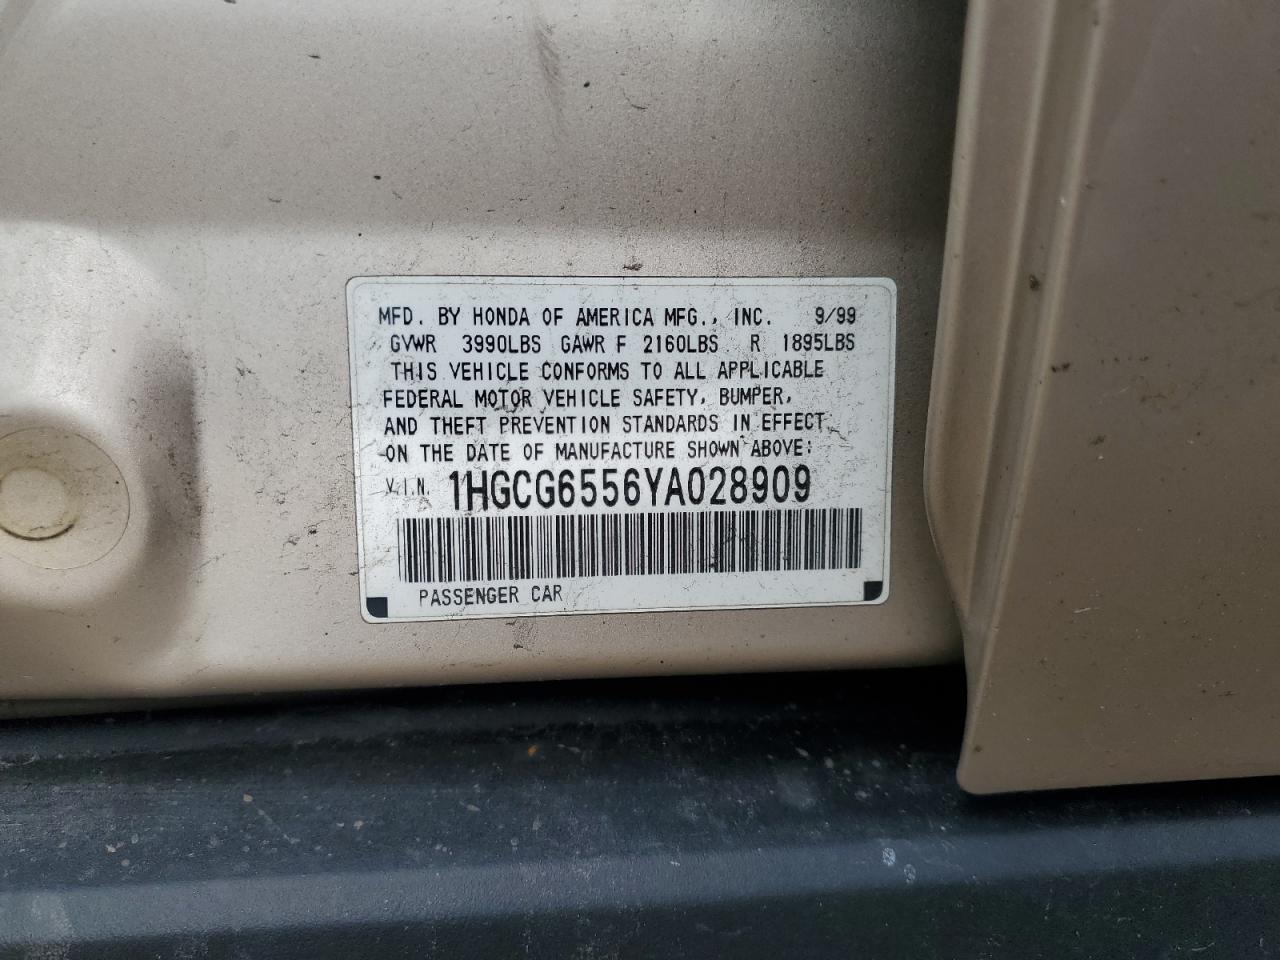 MFD. BY HONDA OF AMERICA MFG., INC. 9/99
GVWR 3990LBS GAWR F 2160LBS R 1895LBS
THIS VEHICLE CONFORMS TO ALL APPLICABLE
FEDERAL MOTOR VEHICLE SAFETY, BUMPER,
AND THEFT PREVENTION STANDARDS IN EFFECT
ON THE DATE OF MANUFACTURE SHOWN ABOVE:
V.I.N. 1HGCG6556YA028909
PASSENGER CAR